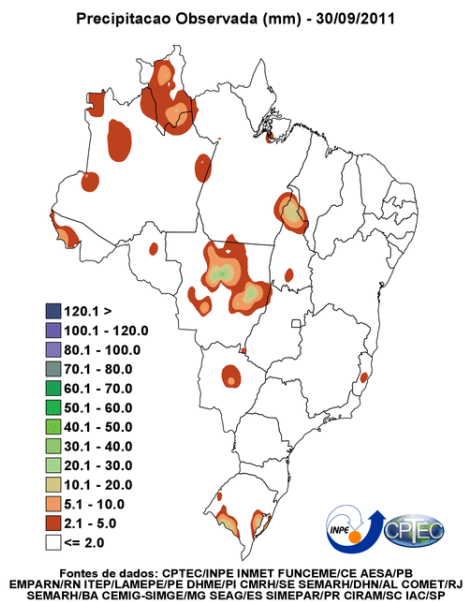 Precipitacao Observada (mm) - 30/09/2011
120.1 >
100.1 - 120.0
80.1 - 100.0
70.1 - 80.0
60.1 - 70.0
50.1 - 60.0
40.1 - 50.0
30.1 - 40.0
20.1 - 30.0
10.1 - 20.0
5.1 - 10.0
2.1 - 5.0
<= 2.0
INPE
CPTEC
Fontes de dados: CPTEC/INPE INMET FUNCEME/CE AESA/PB
EMPARN/RN ITEP/LAMEPE/PE DHME/PI CMRH/SE SEMARH/DHN/AL COMET/RJ
SEMARH/BA CEMIG-SIMGE/MG SEAG/ES SIMEPAR/PR CIRAM/SC IAC/SP